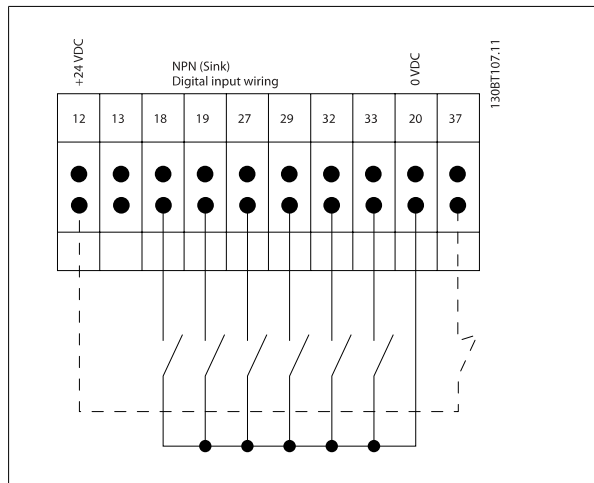 +24 VDC
NPN (Sink)
Digital input wiring
0 VDC
130BT107.11
12 13 18 19 27 29 32 33 20 37